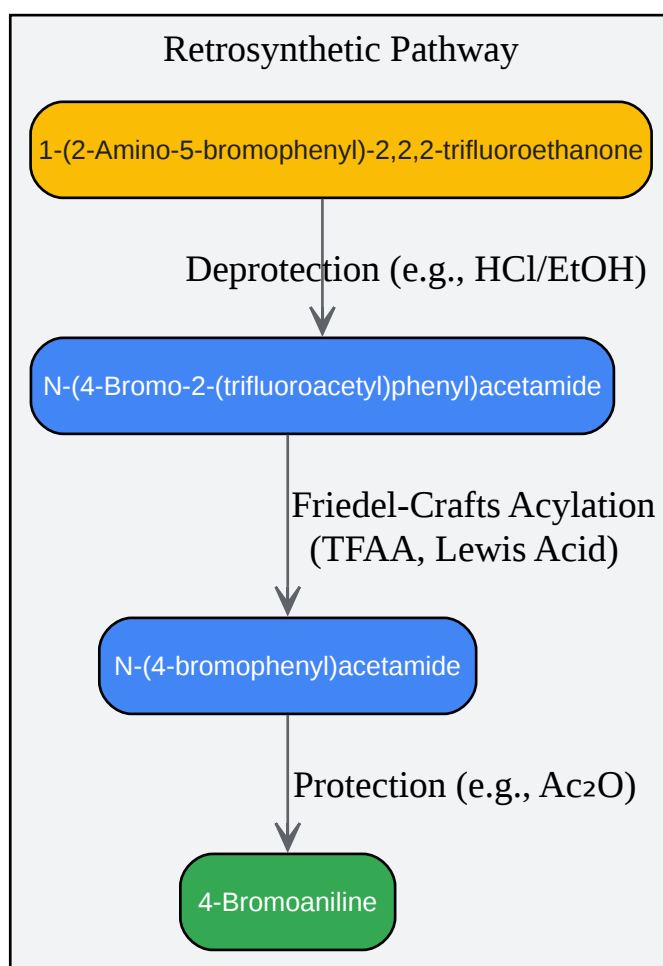 Retrosynthetic Pathway
1-(2-Amino-5-bromophenyl)-2,2,2-trifluoroethanone
Deprotection (e.g., HCl/EtOH)
N-(4-Bromo-2-(trifluoroacetyl)phenyl)acetamide
Friedel-Crafts Acylation
(TFAA, Lewis Acid)
N-(4-bromophenyl)acetamide
Protection (e.g., Ac₂O)
4-Bromoaniline